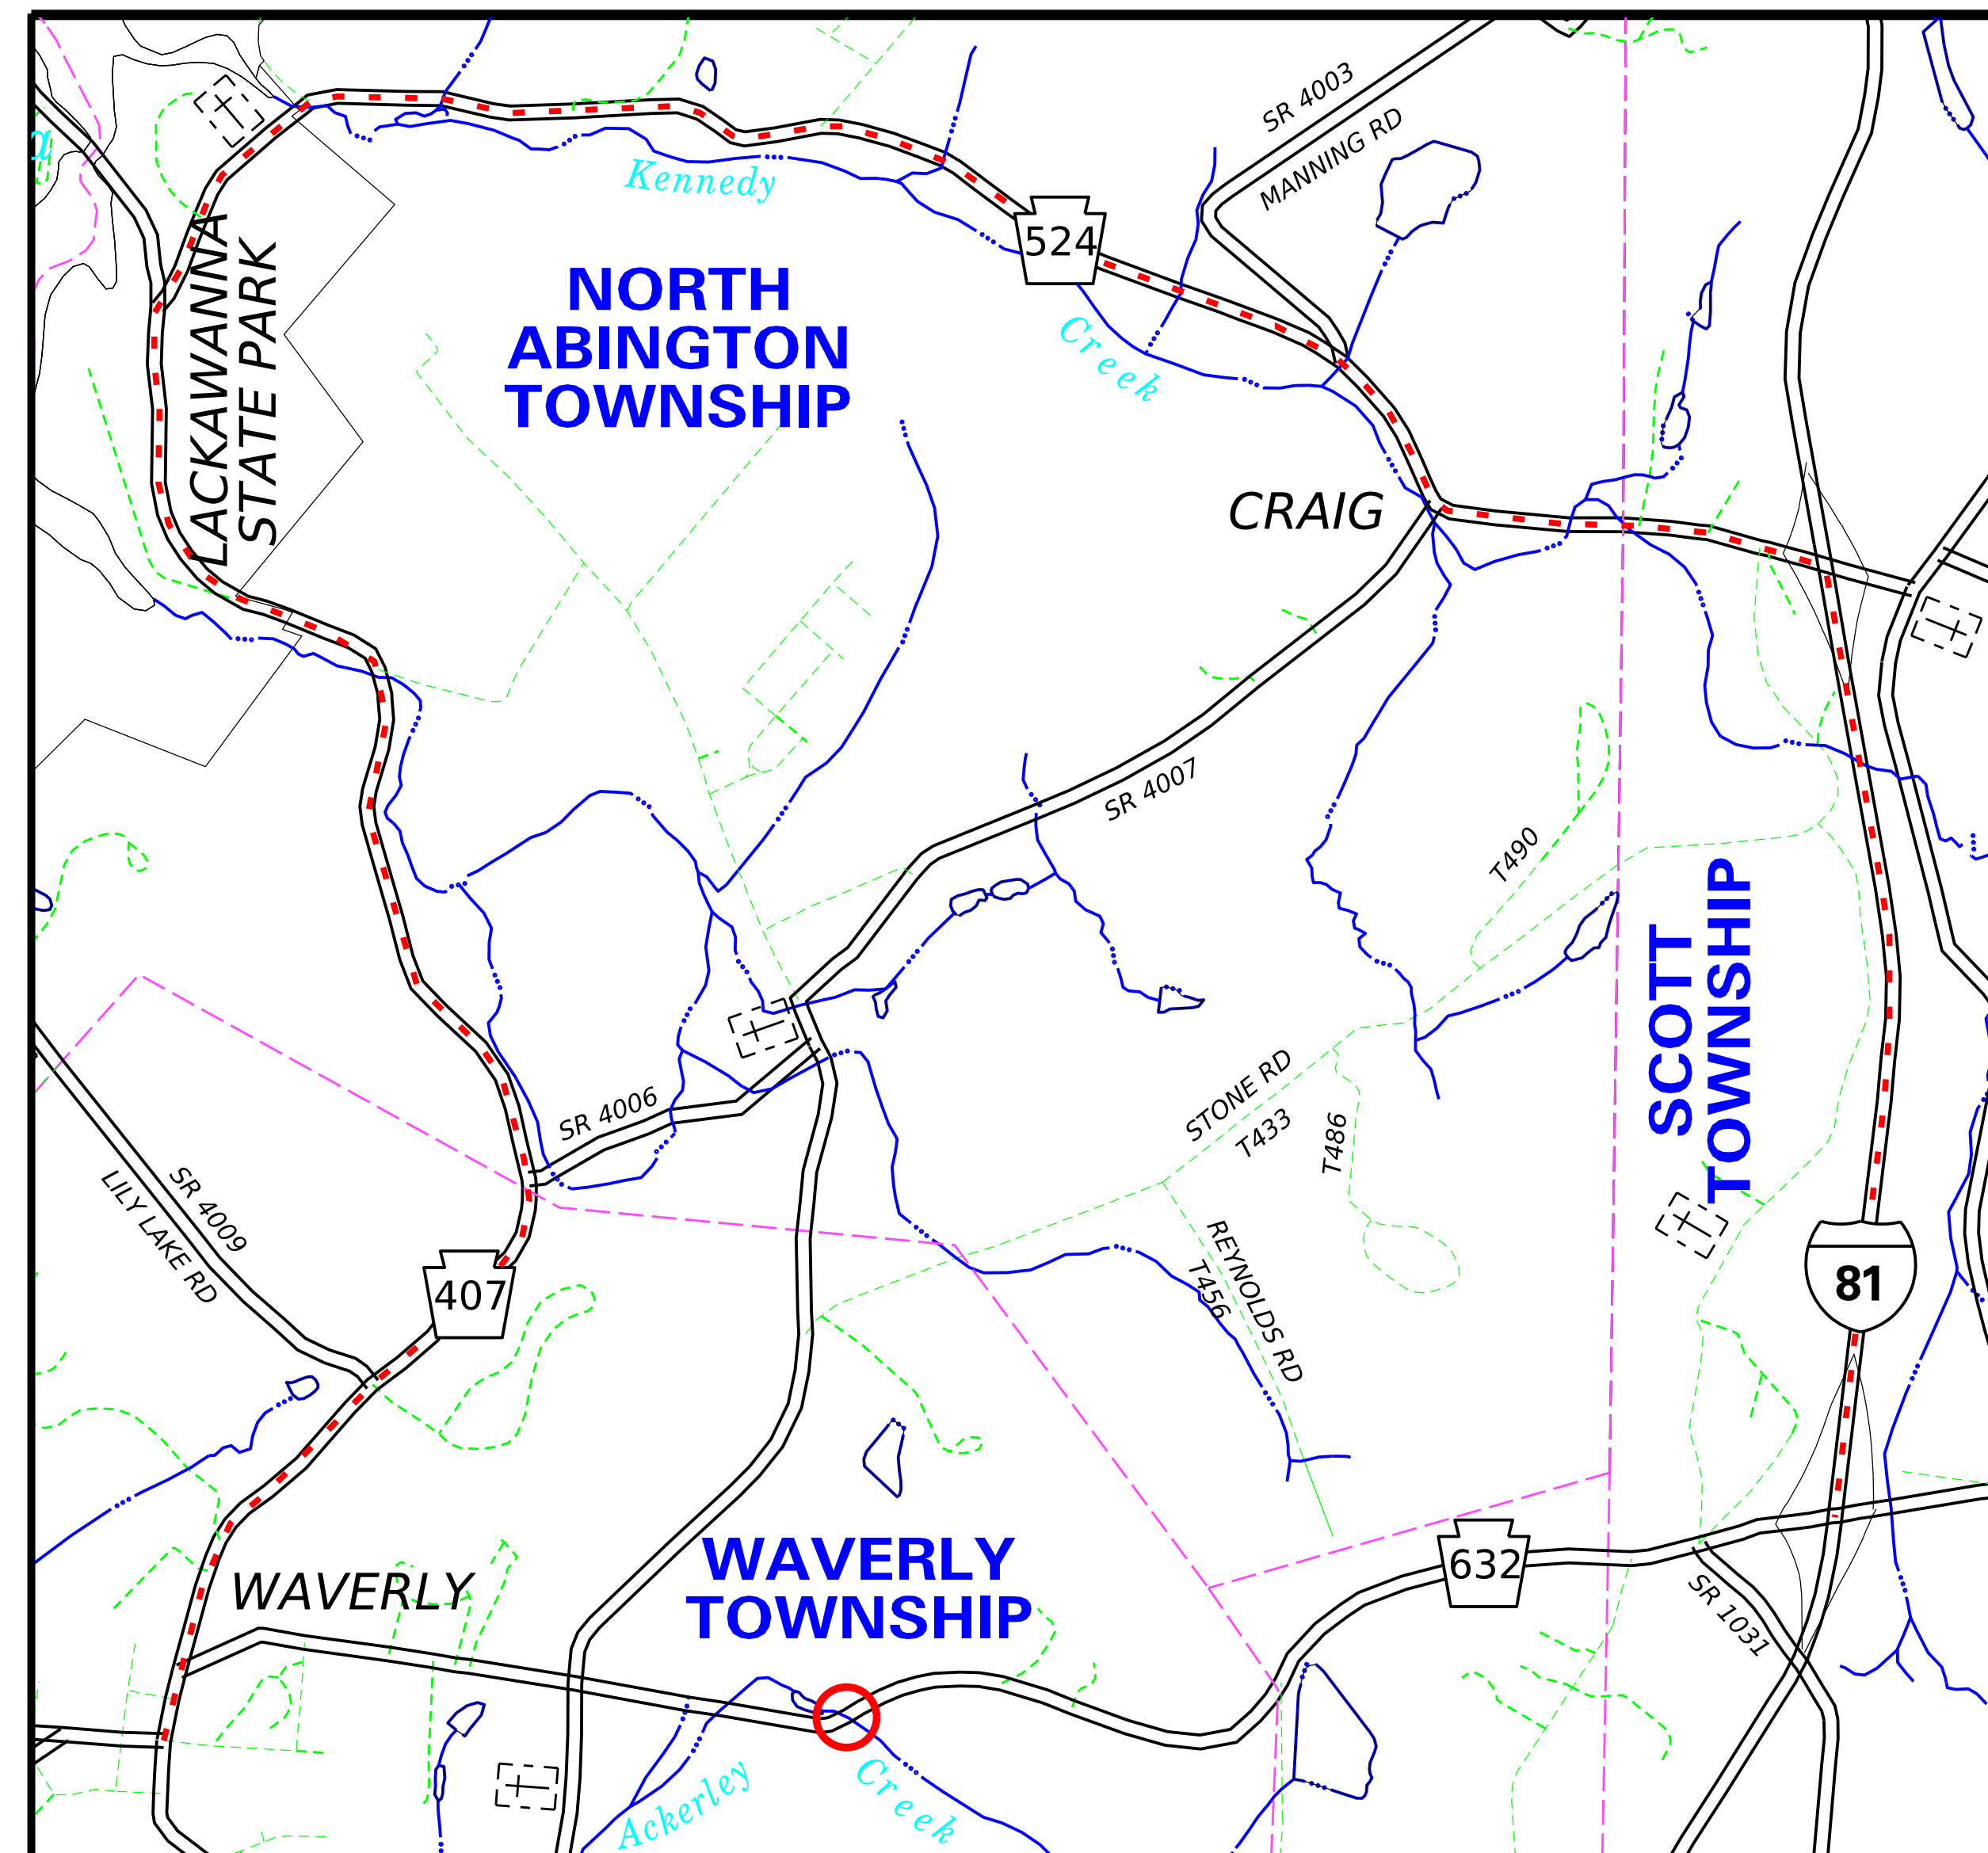 a
Kennedy
SR 4003
MANNING RD
524
LACKAWANNA
STATE PARK
NORTH
ABINGTON
TOWNSHIP
Creek
CRAIG
SR 4007
T490
SCOTT
TOWNSHIP
SR 4006
STONE RD
T433
T486
SR 4009
LILY LAKE RD
REYNOLDS RD
T456
407
81
WAVERLY
WAVERLY
TOWNSHIP
632
SR 1031
Ackerley
Creek